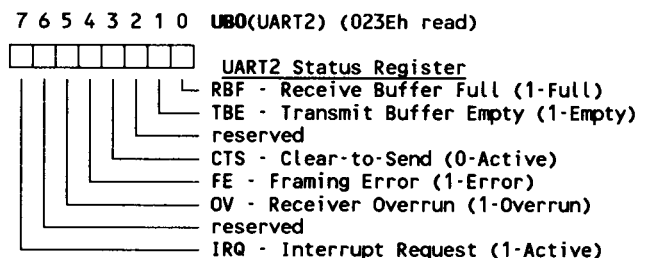 7 6 5 4 3 2 1 0 UB0(UART2) (023Eh read)
UART2 Status Register
RBF - Receive Buffer Full (1-Full)
TBE - Transmit Buffer Empty (1-Empty)
reserved
CTS - Clear-to-Send (0-Active)
FE - Framing Error (1-Error)
OV - Receiver Overrun (1-Overrun)
reserved
IRQ - Interrupt Request (1-Active)